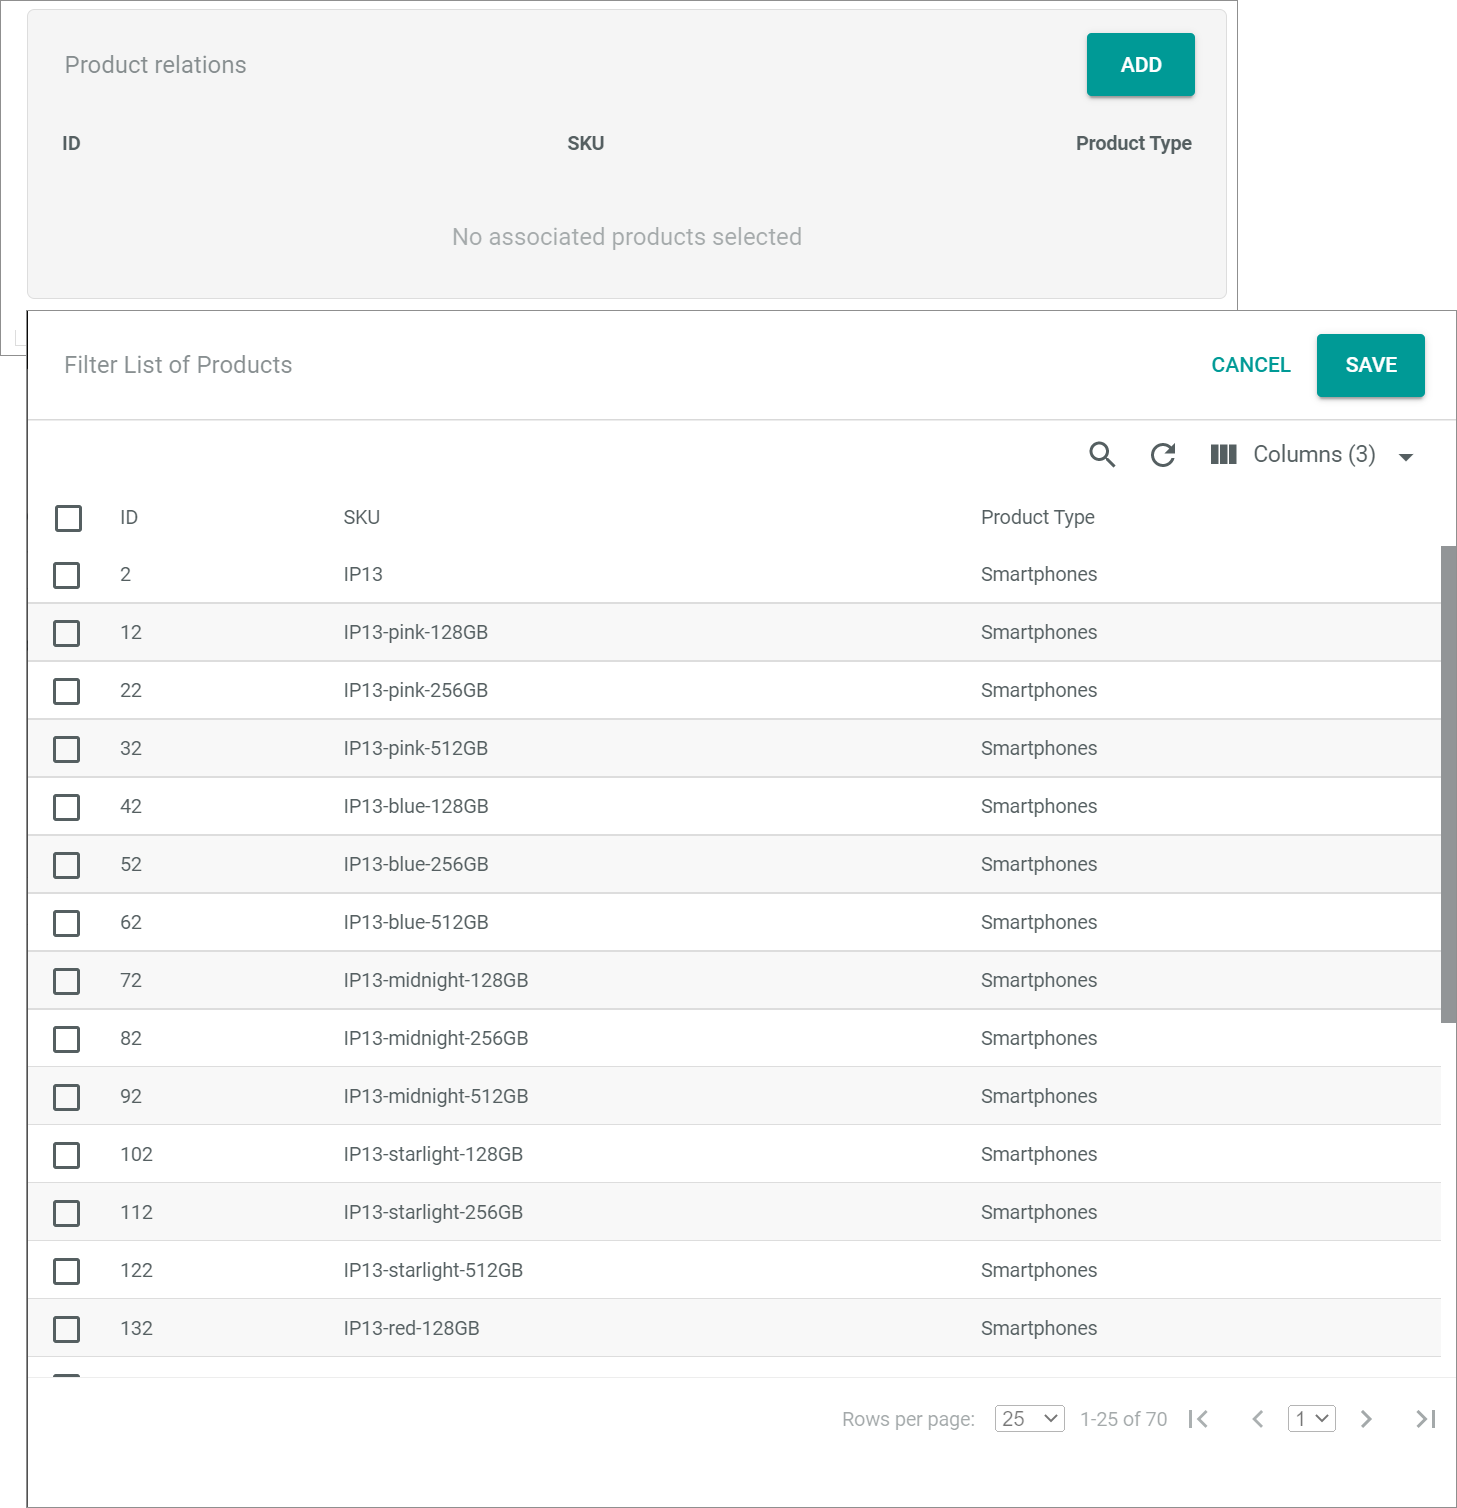 Product relations ADD
ID SKU Product Type
No associated products selected
Filter List of Products CANCEL SAVE
Columns (3)
ID SKU Product Type
2 IP13 Smartphones
12 IP13-pink-128GB Smartphones
22 IP13-pink-256GB Smartphones
32 IP13-pink-512GB Smartphones
42 IP13-blue-128GB Smartphones
52 IP13-blue-256GB Smartphones
62 IP13-blue-512GB Smartphones
72 IP13-midnight-128GB Smartphones
82 IP13-midnight-256GB Smartphones
92 IP13-midnight-512GB Smartphones
102 IP13-starlight-128GB Smartphones
112 IP13-starlight-256GB Smartphones
122 IP13-starlight-512GB Smartphones
132 IP13-red-128GB Smartphones
Rows per page: 25 1-25 of 70 1